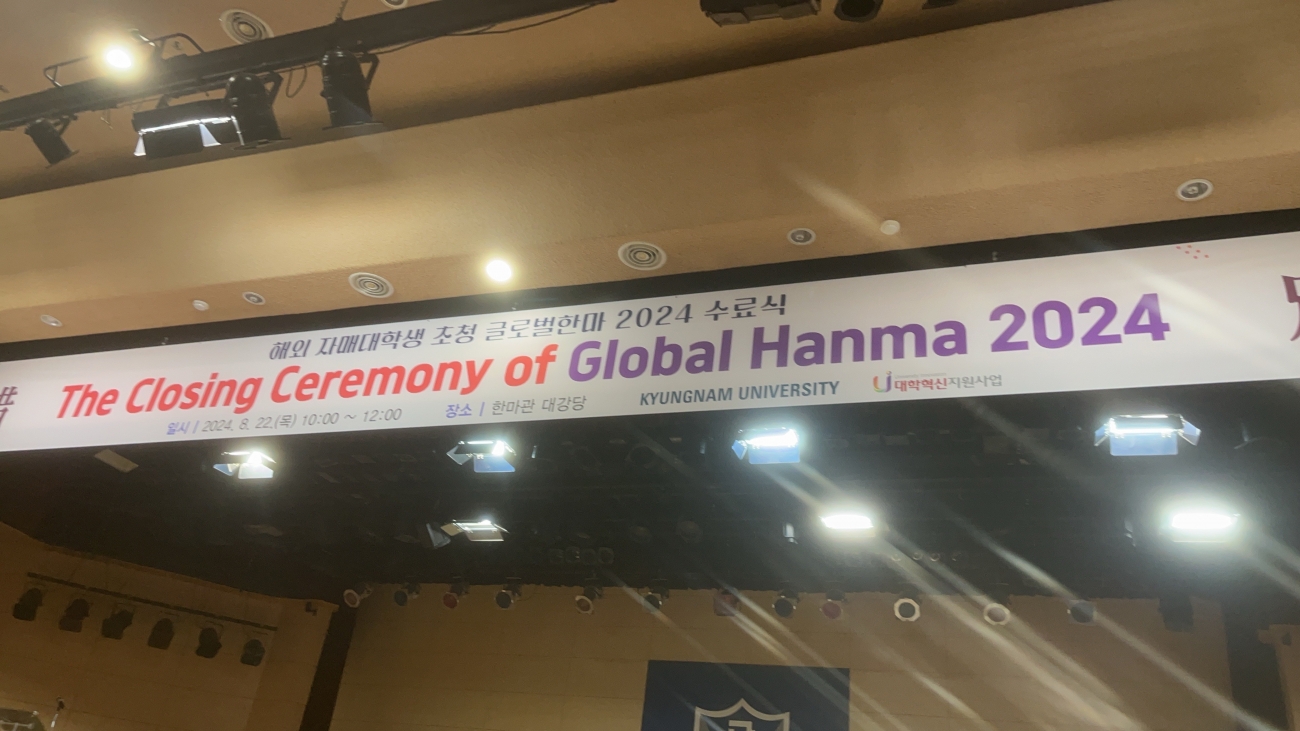 해외 자매대학생 초청 글로벌한마 2024 수료식
The Closing Ceremony of Global Hanma 2024
일시 | 2024. 8. 22.(목) 10:00 ~ 12:00 장소 | 한마관 대강당 KYUNGNAM UNIVERSITY 대학혁신지원사업